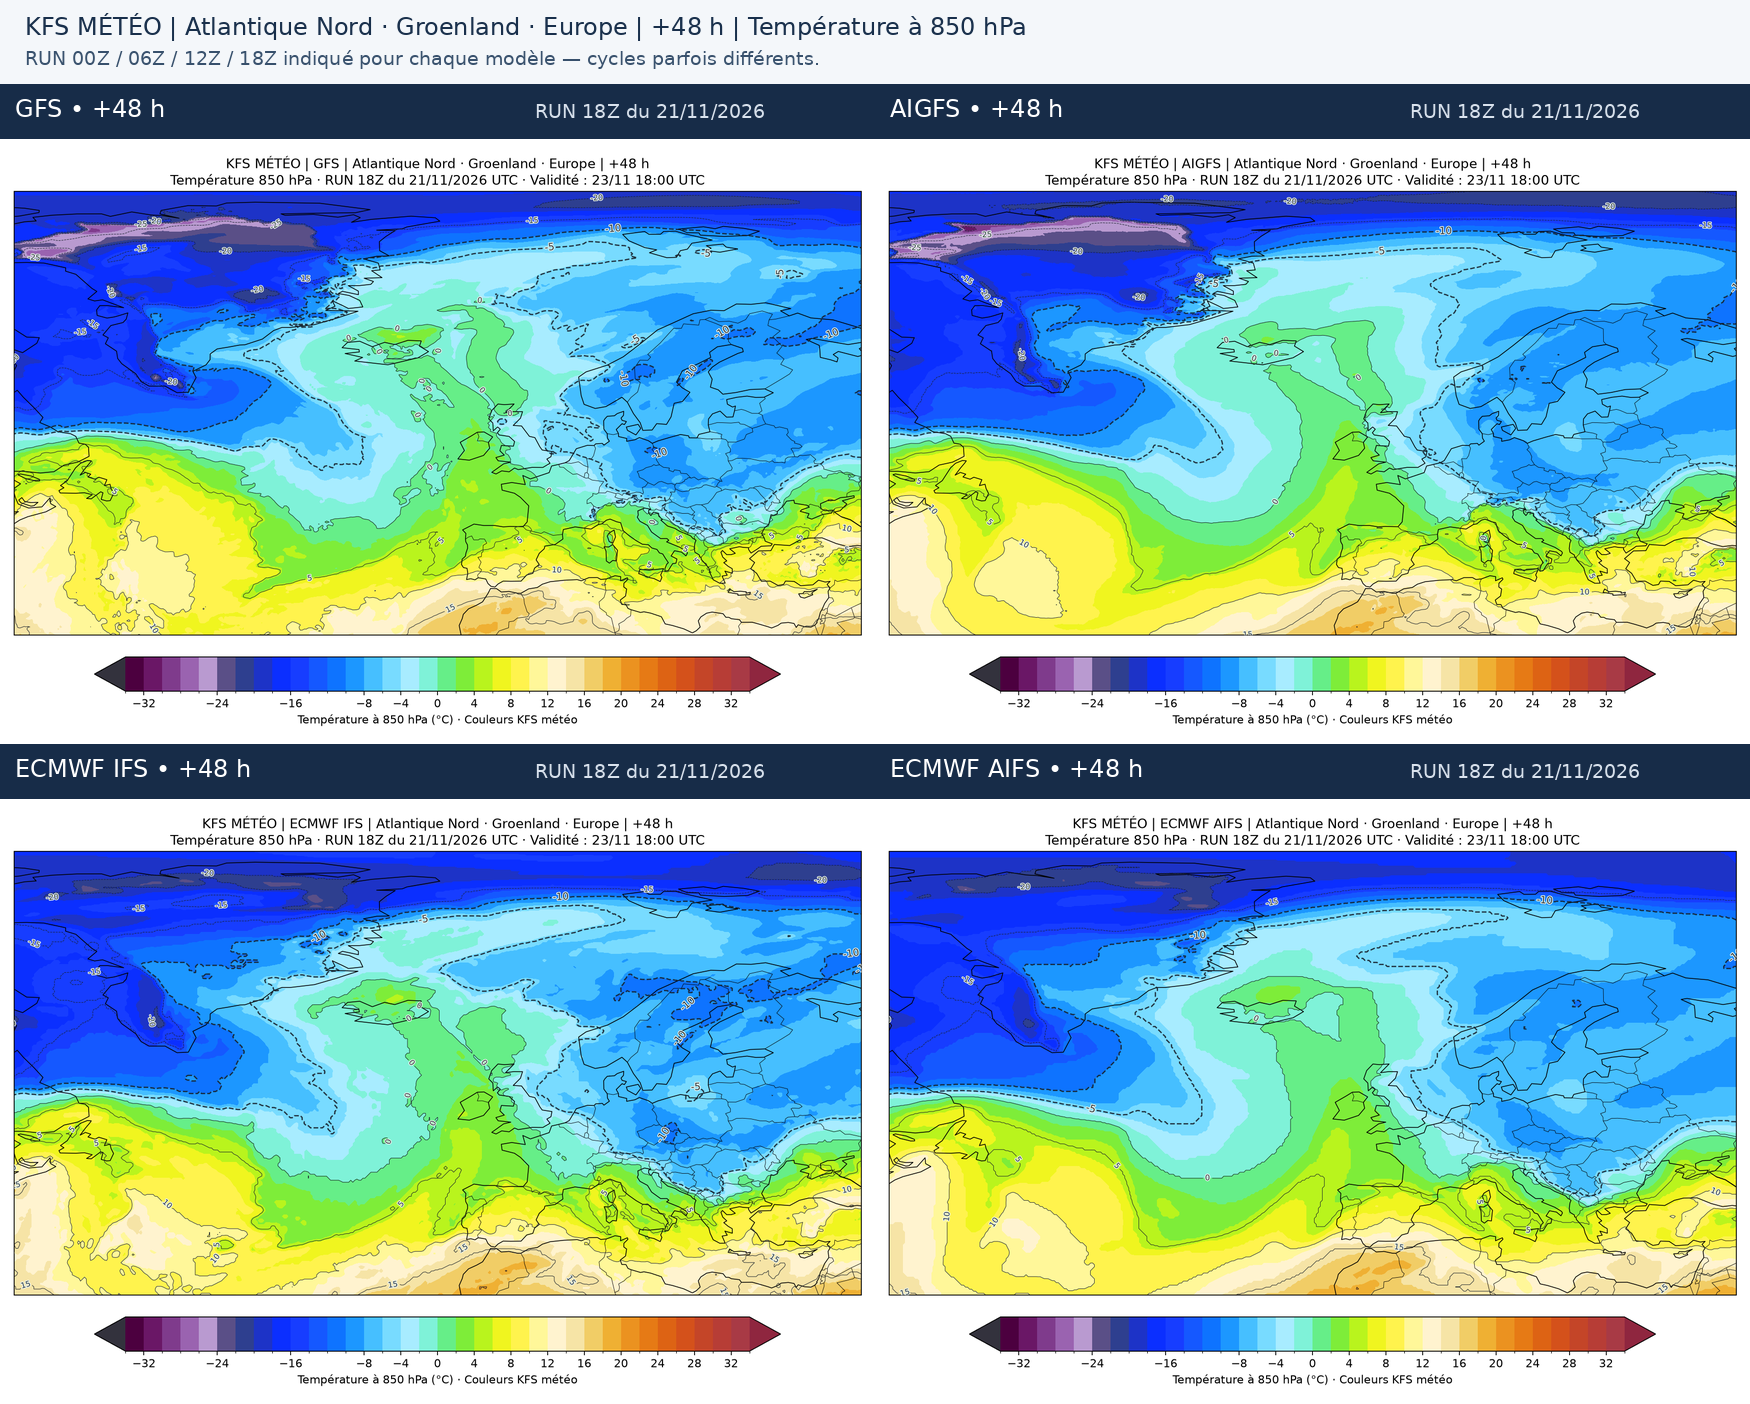 KFS MÉTÉO | Atlantique Nord · Groenland · Europe | +48 h | Température à 850 hPa
RUN 00Z / 06Z / 12Z / 18Z indiqué pour chaque modèle — cycles parfois différents.
GFS • +48 h
RUN 18Z du 21/11/2026
AIGFS • +48 h
RUN 18Z du 21/11/2026
KFS MÉTÉO | GFS | Atlantique Nord · Groenland · Europe | +48 h
Température 850 hPa · RUN 18Z du 21/11/2026 UTC · Validité : 23/11 18:00 UTC
KFS MÉTÉO | AIGFS | Atlantique Nord · Groenland · Europe | +48 h
Température 850 hPa · RUN 18Z du 21/11/2026 UTC · Validité : 23/11 18:00 UTC
−32 −24 −16 −8 −4 0 4 8 12 16 20 24 28 32
Température à 850 hPa (°C) · Couleurs KFS météo
−32 −24 −16 −8 −4 0 4 8 12 16 20 24 28 32
Température à 850 hPa (°C) · Couleurs KFS météo
ECMWF IFS • +48 h
RUN 18Z du 21/11/2026
ECMWF AIFS • +48 h
RUN 18Z du 21/11/2026
KFS MÉTÉO | ECMWF IFS | Atlantique Nord · Groenland · Europe | +48 h
Température 850 hPa · RUN 18Z du 21/11/2026 UTC · Validité : 23/11 18:00 UTC
KFS MÉTÉO | ECMWF AIFS | Atlantique Nord · Groenland · Europe | +48 h
Température 850 hPa · RUN 18Z du 21/11/2026 UTC · Validité : 23/11 18:00 UTC
−32 −24 −16 −8 −4 0 4 8 12 16 20 24 28 32
Température à 850 hPa (°C) · Couleurs KFS météo
−32 −24 −16 −8 −4 0 4 8 12 16 20 24 28 32
Température à 850 hPa (°C) · Couleurs KFS météo